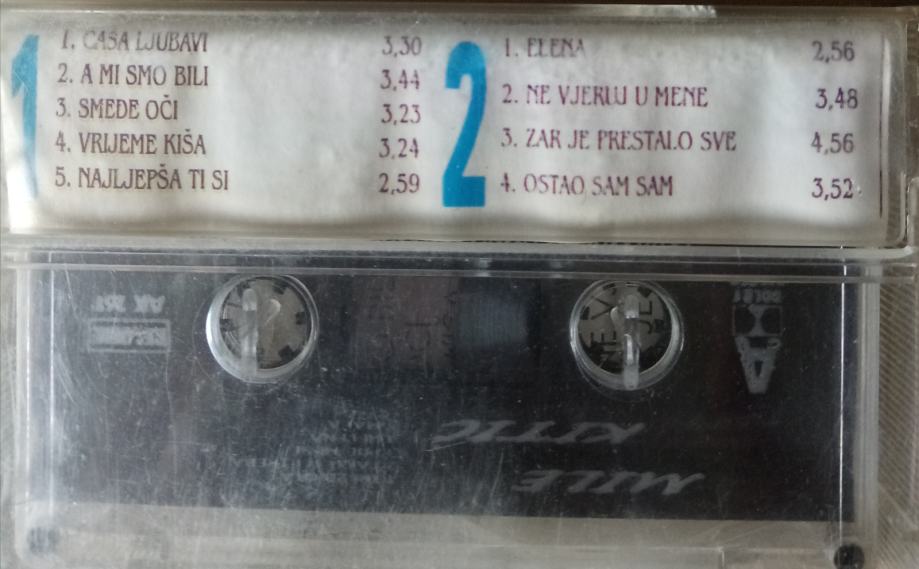 1
1. ČAŠA LJUBAVI 3,30
2. A MI SMO BILI 3,44
3. SMEĐE OČI 3,23
4. VRIJEME KIŠA 3,24
5. NAJLJEPŠA TI SI 2,59
2
1. ELENA 2,56
2. NE VJERUJ U MENE 3,48
3. ZAR JE PRESTALO SVE 4,56
4. OSTAO SAM SAM 3,52
MILE
KITIĆ